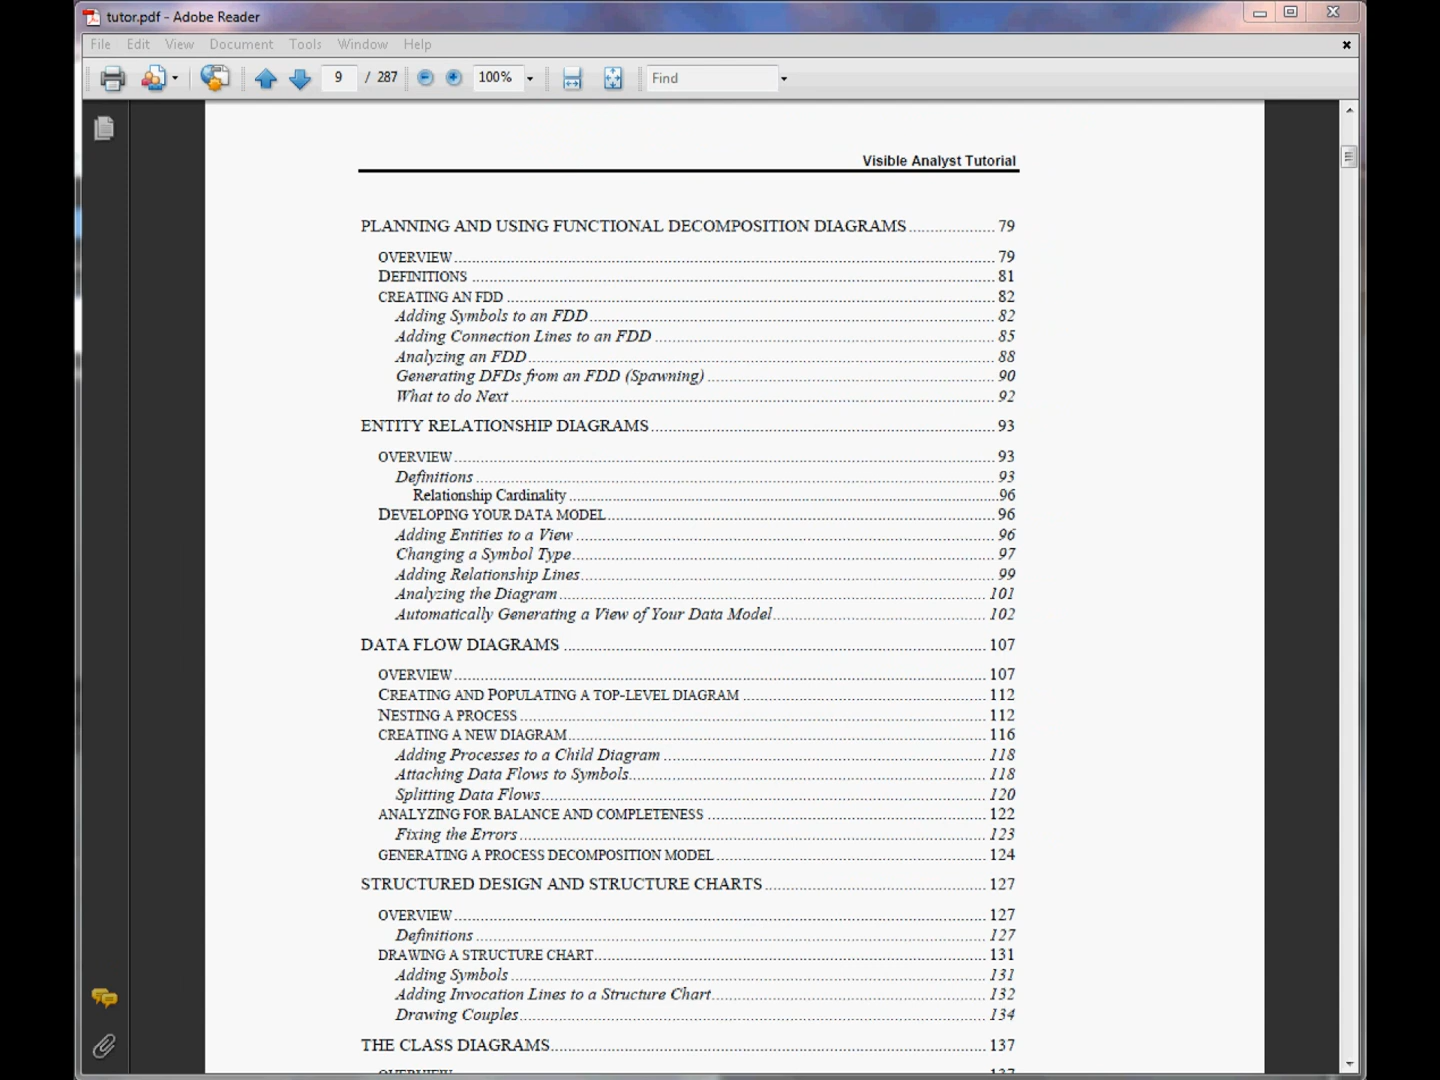 tutor.pdf - Adobe Reader
File Edit View Document Tools Window Help
9 / 287 100% Find
Visible Analyst Tutorial
PLANNING AND USING FUNCTIONAL DECOMPOSITION DIAGRAMS 79
OVERVIEW 79
DEFINITIONS 81
CREATING AN FDD 82
Adding Symbols to an FDD 82
Adding Connection Lines to an FDD 85
Analyzing an FDD 88
Generating DFDs from an FDD (Spawning) 90
What to do Next 92
ENTITY RELATIONSHIP DIAGRAMS 93
OVERVIEW 93
Definitions 93
Relationship Cardinality 96
DEVELOPING YOUR DATA MODEL 96
Adding Entities to a View 96
Changing a Symbol Type 97
Adding Relationship Lines 99
Analyzing the Diagram 101
Automatically Generating a View of Your Data Model 102
DATA FLOW DIAGRAMS 107
OVERVIEW 107
CREATING AND POPULATING A TOP-LEVEL DIAGRAM 112
NESTING A PROCESS 112
CREATING A NEW DIAGRAM 116
Adding Processes to a Child Diagram 118
Attaching Data Flows to Symbols 118
Splitting Data Flows 120
ANALYZING FOR BALANCE AND COMPLETENESS 122
Fixing the Errors 123
GENERATING A PROCESS DECOMPOSITION MODEL 124
STRUCTURED DESIGN AND STRUCTURE CHARTS 127
OVERVIEW 127
Definitions 127
DRAWING A STRUCTURE CHART 131
Adding Symbols 131
Adding Invocation Lines to a Structure Chart 132
Drawing Couples 134
THE CLASS DIAGRAMS 137
OVERVIEW 137